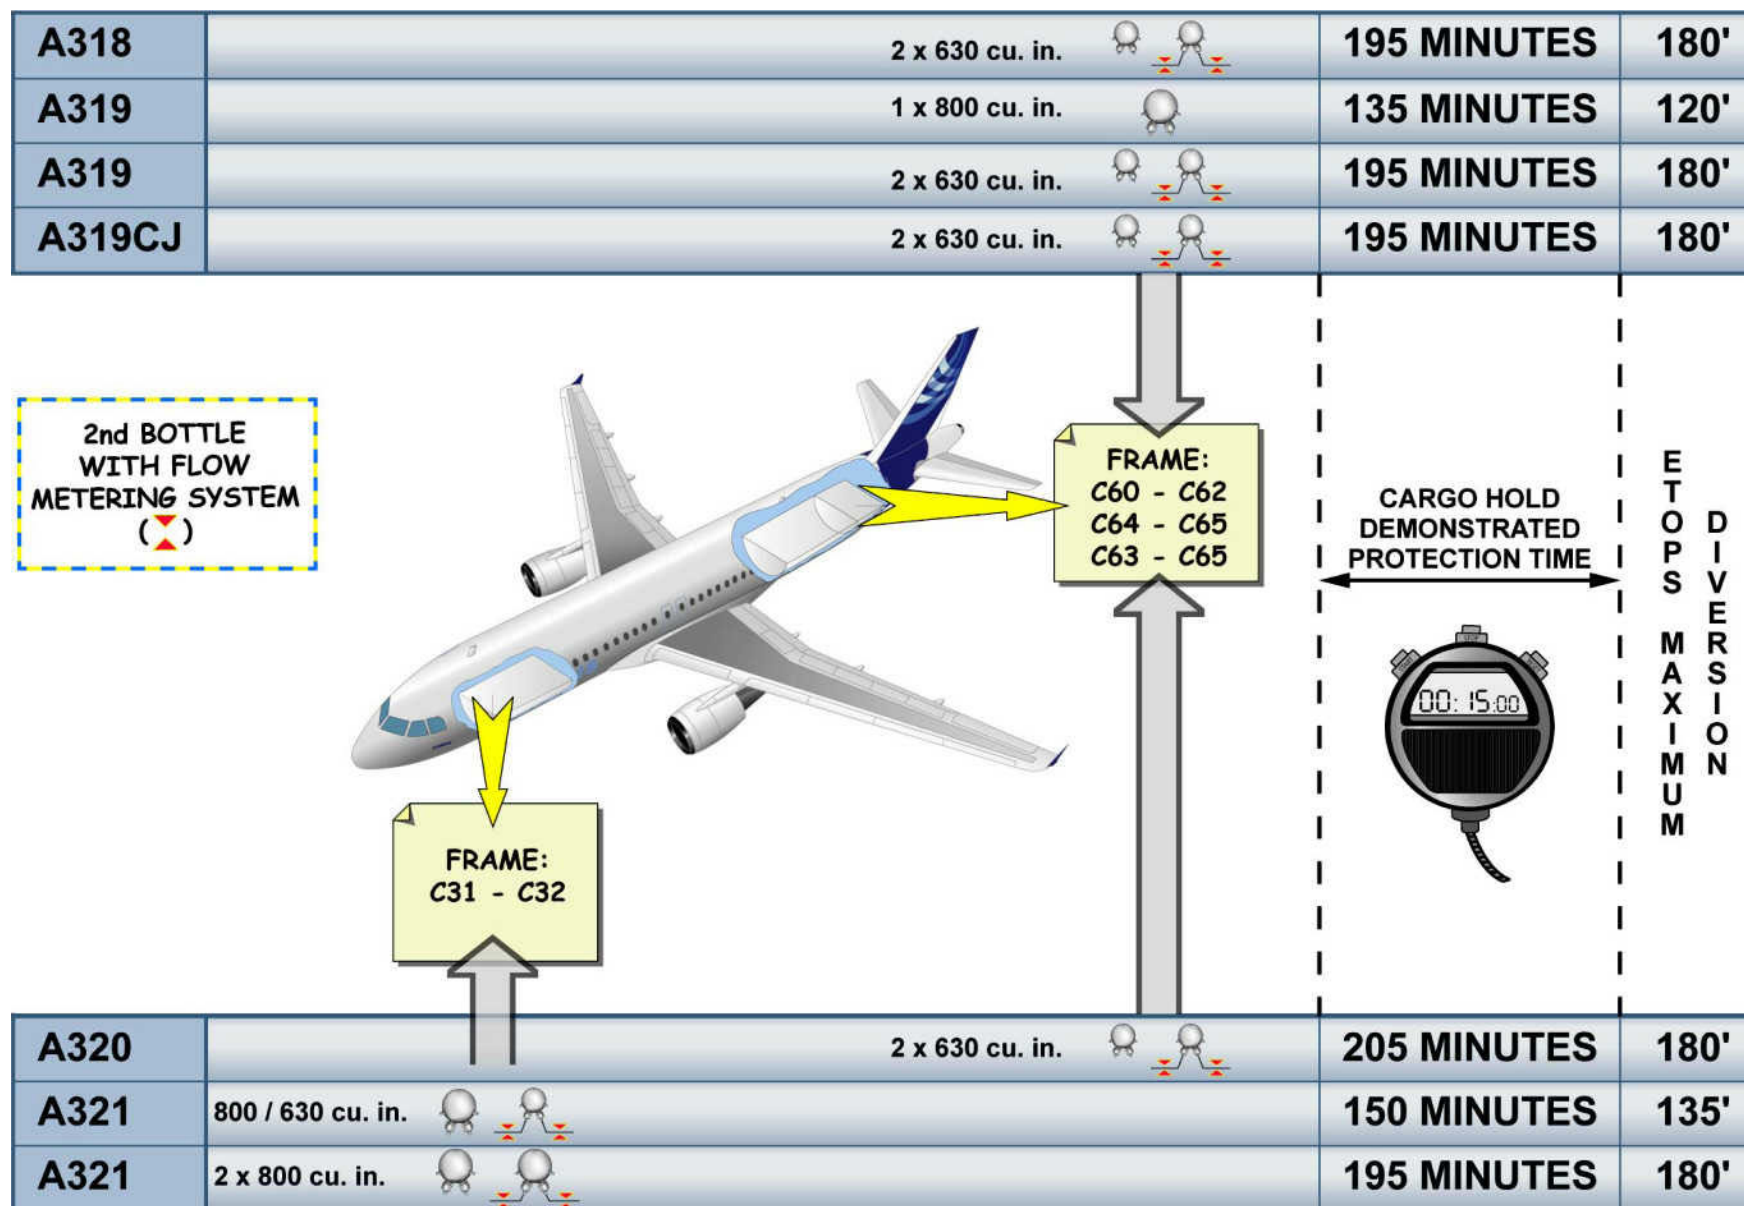 A318 2 x 630 cu. in. 195 MINUTES 180'
A319 1 x 800 cu. in. 135 MINUTES 120'
A319 2 x 630 cu. in. 195 MINUTES 180'
A319CJ 2 x 630 cu. in. 195 MINUTES 180'
2nd BOTTLE
WITH FLOW
METERING SYSTEM
( )
FRAME:
C60 - C62
C64 - C65
C63 - C65
CARGO HOLD
DEMONSTRATED
PROTECTION TIME
00:15:00
ETOPS MAXIMUM
DIVERSION
FRAME:
C31 - C32
A320 2 x 630 cu. in. 205 MINUTES 180'
A321 800 / 630 cu. in. 150 MINUTES 135'
A321 2 x 800 cu. in. 195 MINUTES 180'